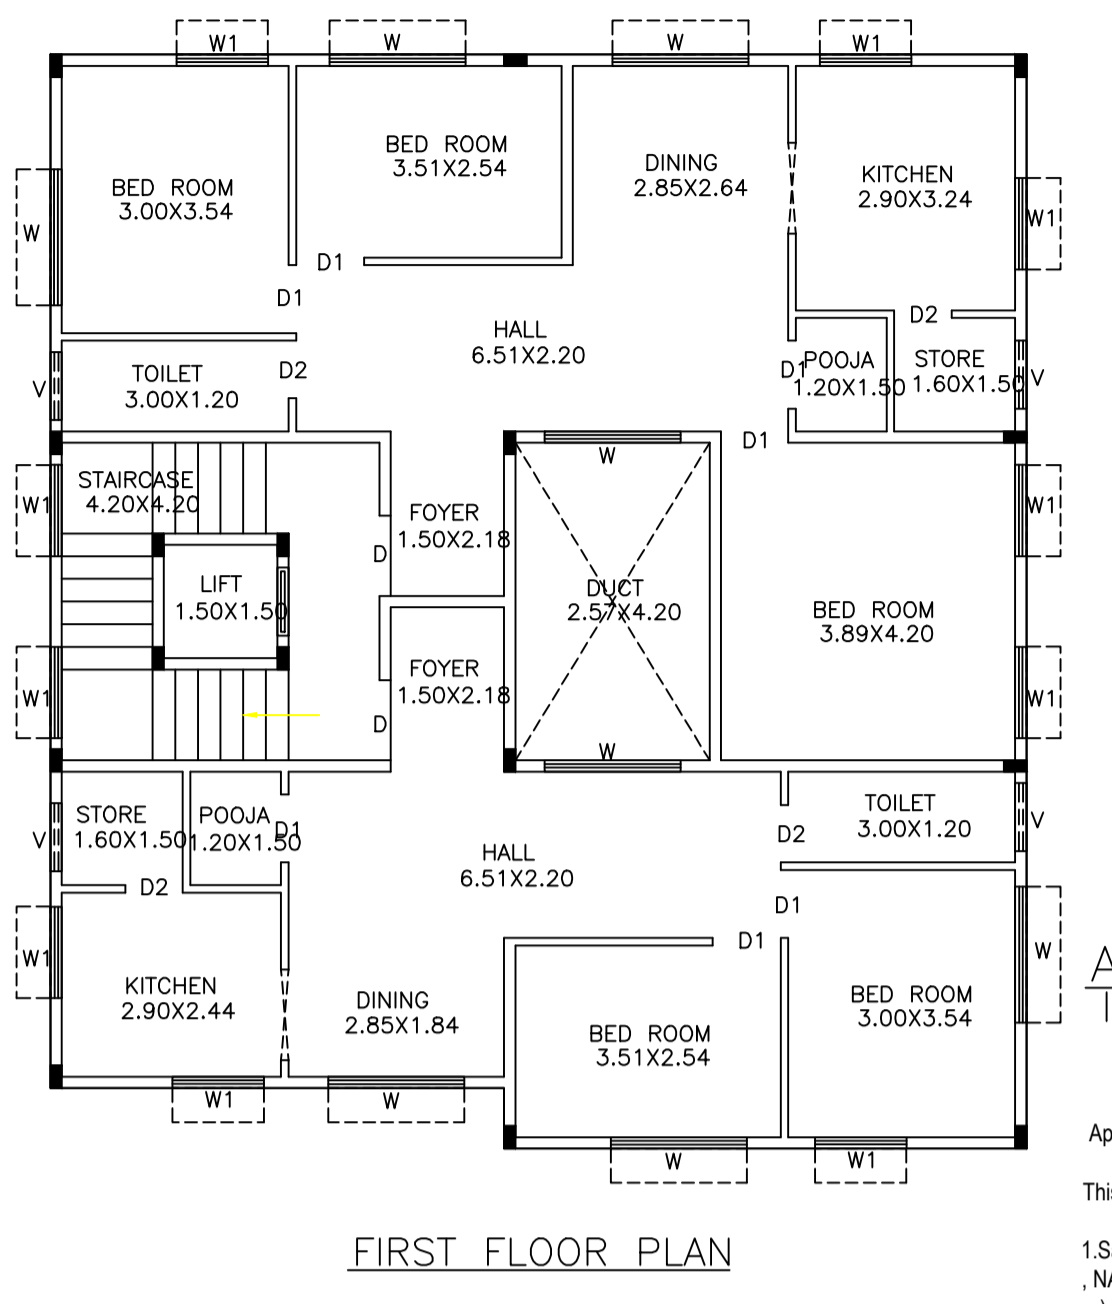 W1
W
W
W1
BED ROOM
3.51X2.54
DINING
2.85X2.64
KITCHEN
2.90X3.24
BED ROOM
3.00X3.54
W
W1
D1
D1
D2
HALL
6.51X2.20
D2
TOILET
3.00X1.20
V
D1
POOJA
1.20X1.50
STORE
1.60X1.50
V
D1
W
STAIRCASE
4.20X4.20
W1
W1
FOYER
1.50X2.18
D
LIFT
1.50X1.50
DUCT
2.57X4.20
BED ROOM
3.89X4.20
FOYER
1.50X2.18
W1
W1
D
W
STORE
1.60X1.50
POOJA
1.20X1.50
D1
V
TOILET
3.00X1.20
V
D2
HALL
6.51X2.20
D2
D1
D1
W1
W
KITCHEN
2.90X2.44
DINING
2.85X1.84
BED ROOM
3.51X2.54
BED ROOM
3.00X3.54
A
W1
W
W
W1
Ap
This
1.S
, NA
FIRST FLOOR PLAN